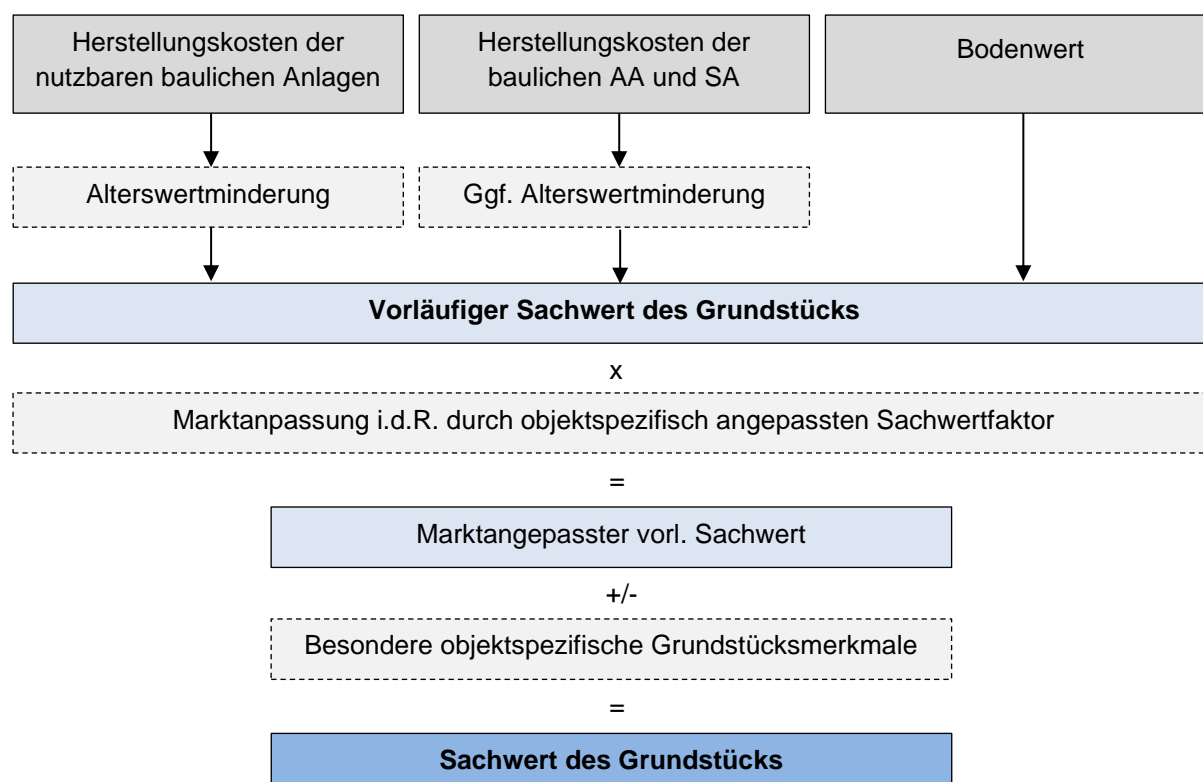 Herstellungskosten der
nutzbaren baulichen Anlagen
Herstellungskosten der
baulichen AA und SA
Bodenwert
Alterswertminderung
Ggf. Alterswertminderung
Vorläufiger Sachwert des Grundstücks
x
Marktanpassung i.d.R. durch objektspezifisch angepassten Sachwertfaktor
=
Marktangepasster vorl. Sachwert
+/-
Besondere objektspezifische Grundstücksmerkmale
=
Sachwert des Grundstücks